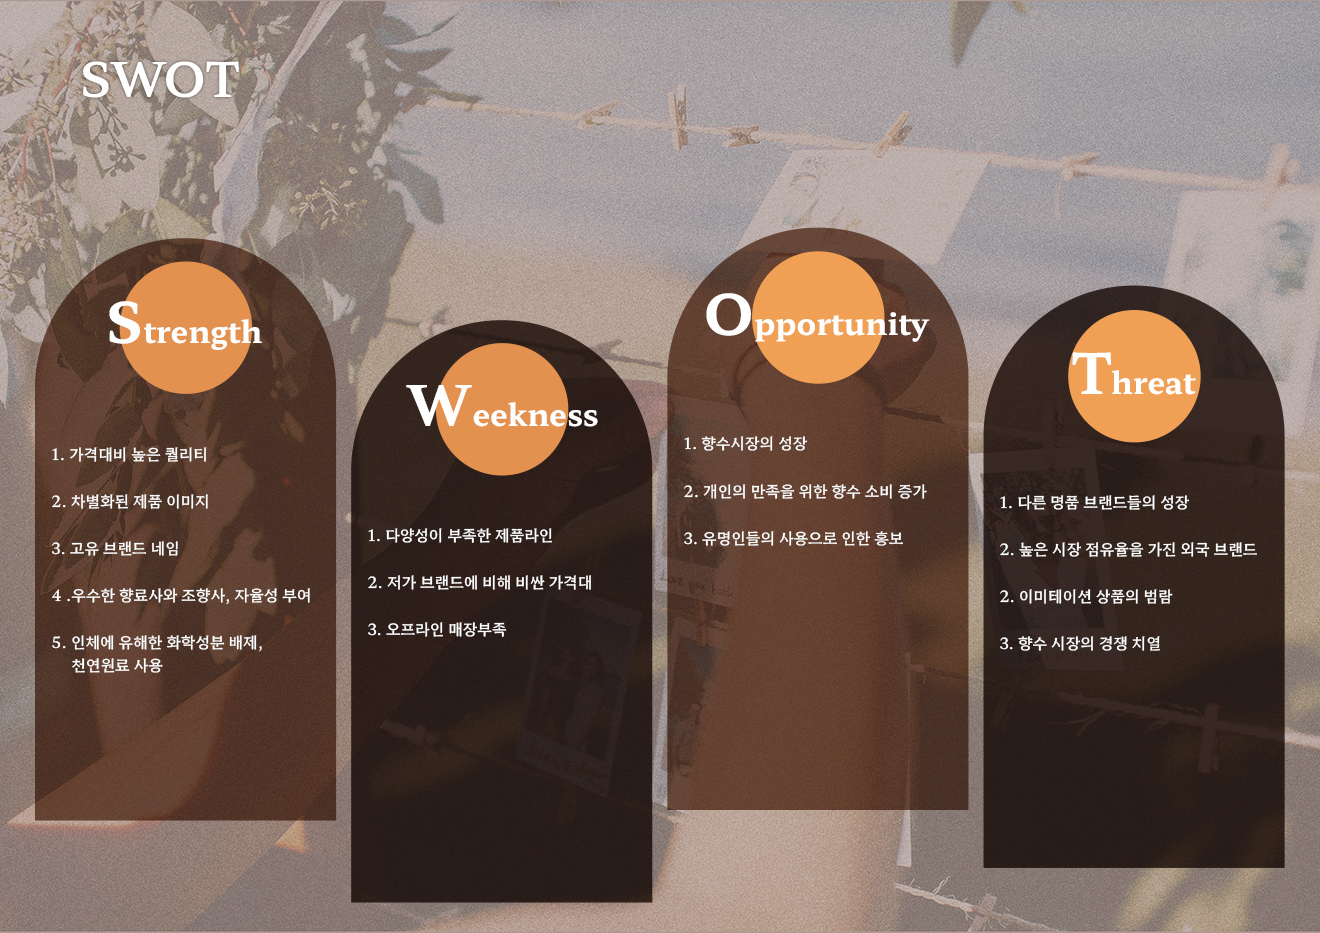 SWOT
Strength
1. 가격대비 높은 퀄리티
2. 차별화된 제품 이미지
3. 고유 브랜드 네임
4 .우수한 향료사와 조향사, 자율성 부여
5. 인체에 유해한 화학성분 배제,
천연원료 사용
Weekness
1. 다양성이 부족한 제품라인
2. 저가 브랜드에 비해 비싼 가격대
3. 오프라인 매장부족
Opportunity
1. 향수시장의 성장
2. 개인의 만족을 위한 향수 소비 증가
3. 유명인들의 사용으로 인한 홍보
Threat
1. 다른 명품 브랜드들의 성장
2. 높은 시장 점유율을 가진 외국 브랜드
2. 이미테이션 상품의 범람
3. 향수 시장의 경쟁 치열